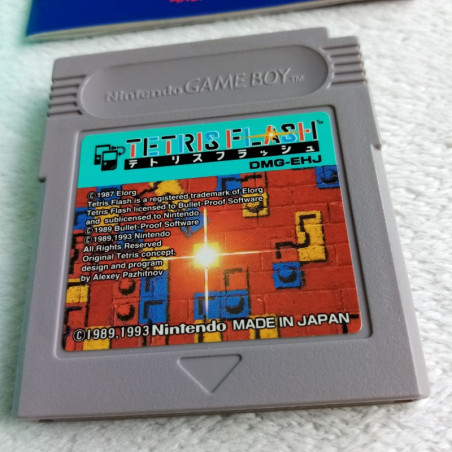 Nintendo GAME BOY TM
TETRIS FLASH TM
テトリスフラッシュ
DMG-EHJ
© 1987 Elorg
Tetris Flash is a registered trademark of Elorg
Tetris Flash licensed to Bullet-Proof Software
and sublicensed to Nintendo
© 1989 Bullet-Proof Software
© 1989,1993 Nintendo
All Rights Reserved
Original Tetris concept,
design and program
by Alexey Pazhitnov
©1989,1993 Nintendo MADE IN JAPAN